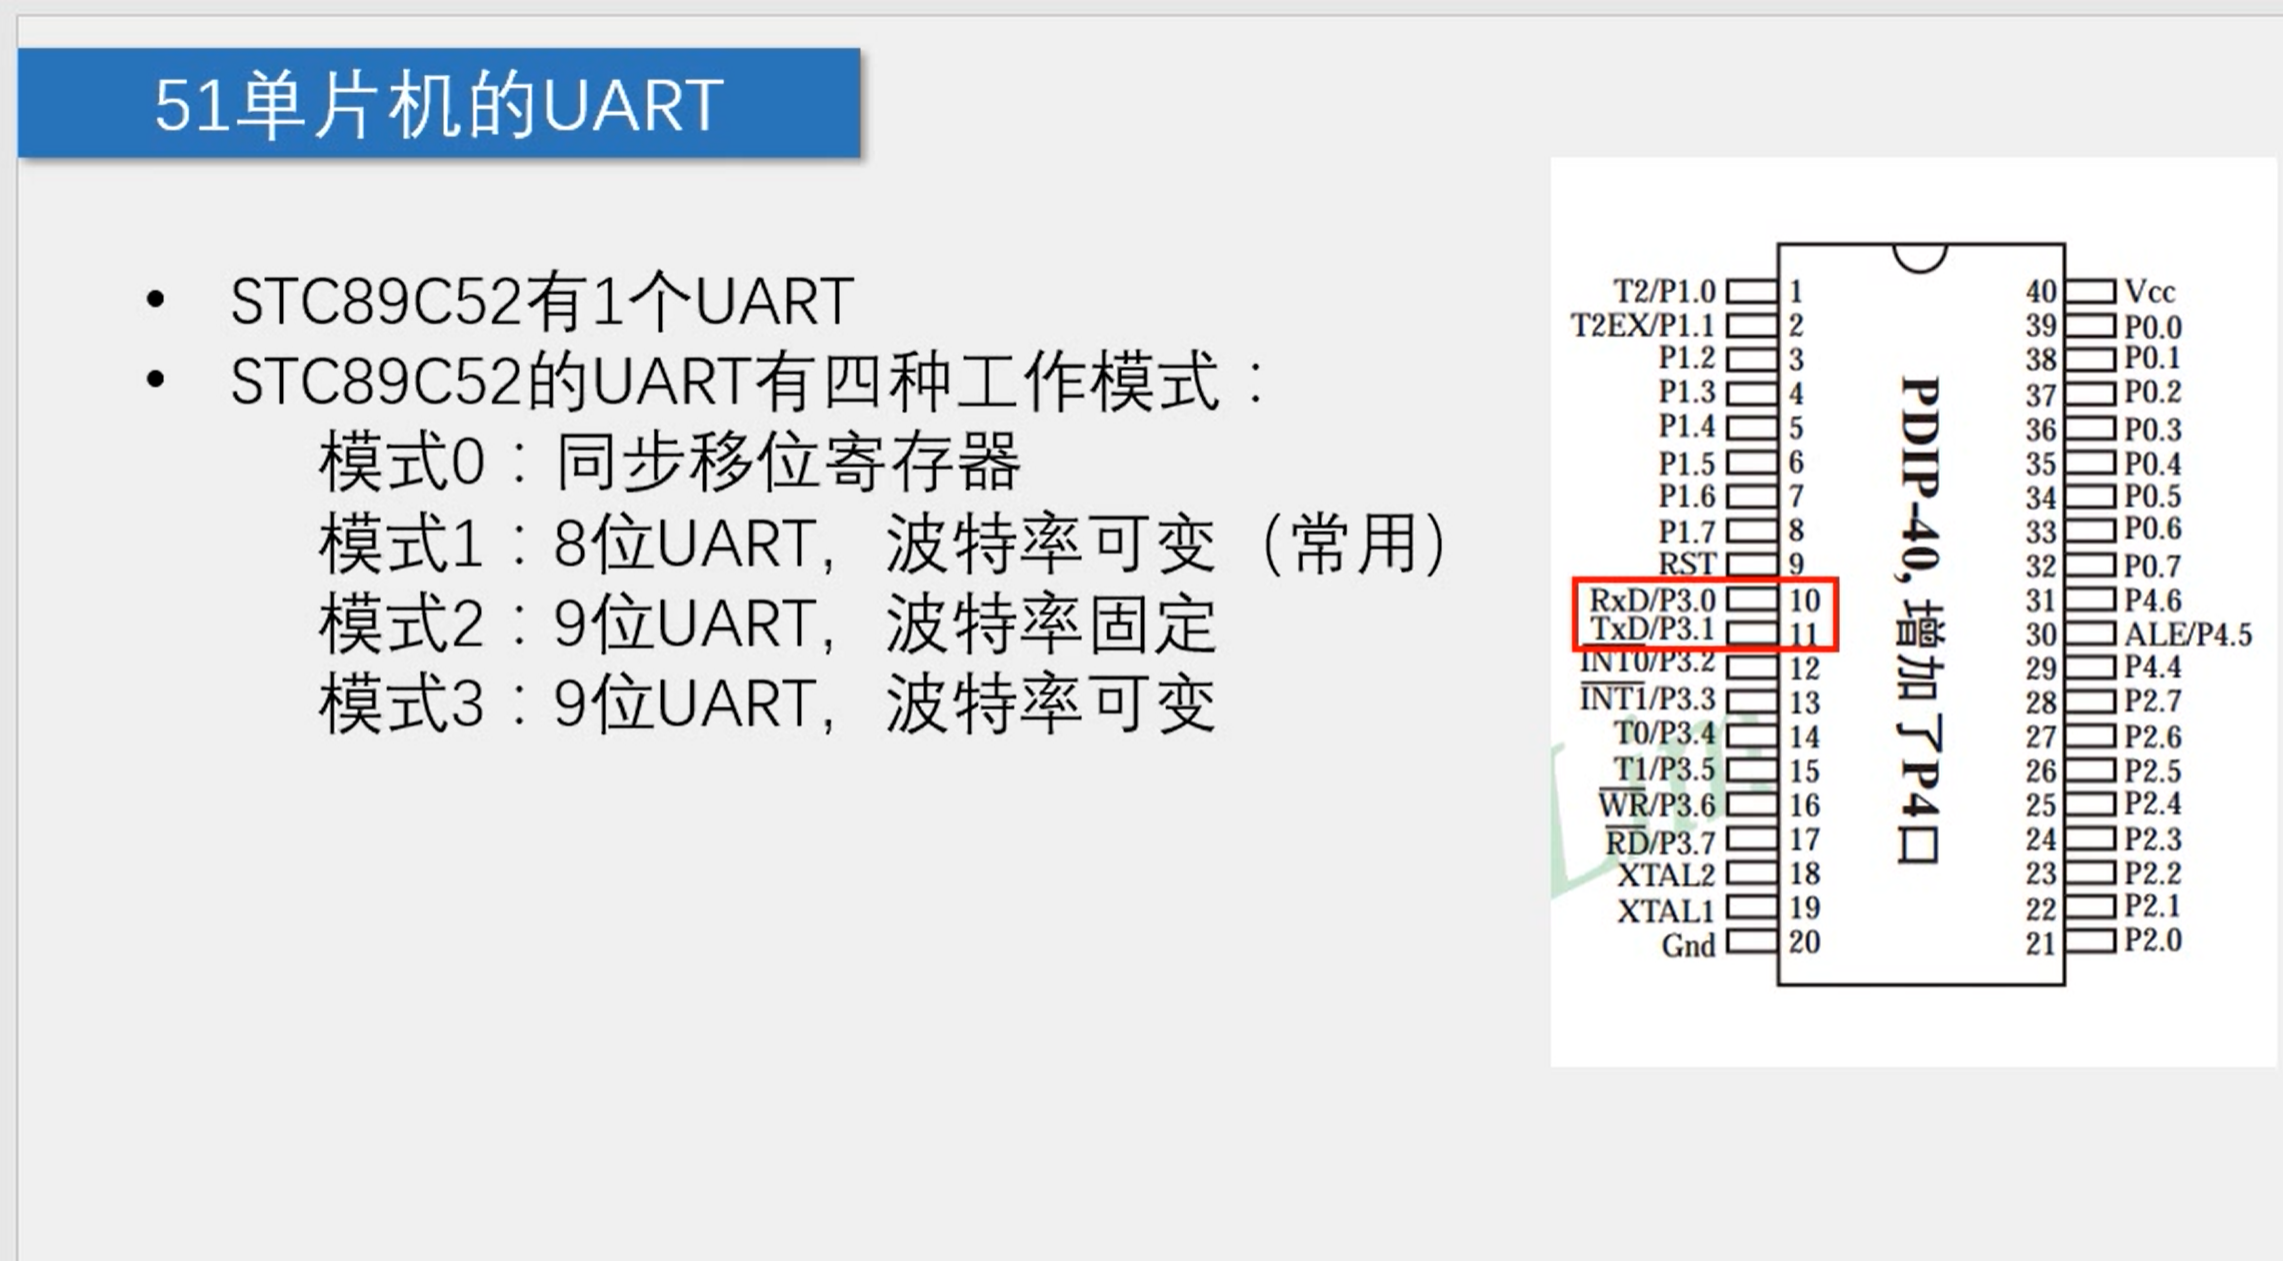 51单片机的UART
• STC89C52有1个UART
• STC89C52的UART有四种工作模式：
模式0：同步移位寄存器
模式1：8位UART，波特率可变（常用）
模式2：9位UART，波特率固定
模式3：9位UART，波特率可变
T2/P1.0 1 40 Vcc
T2EX/P1.1 2 39 P0.0
P1.2 3 38 P0.1
P1.3 4 37 P0.2
P1.4 5 36 P0.3
P1.5 6 35 P0.4
P1.6 7 34 P0.5
P1.7 8 33 P0.6
RST 9 32 P0.7
RxD/P3.0 10 31 P4.6
TxD/P3.1 11 30 ALE/P4.5
INT0/P3.2 12 29 P4.4
INT1/P3.3 13 28 P2.7
T0/P3.4 14 27 P2.6
T1/P3.5 15 26 P2.5
WR/P3.6 16 25 P2.4
RD/P3.7 17 24 P2.3
XTAL2 18 23 P2.2
XTAL1 19 22 P2.1
Gnd 20 21 P2.0
PDIP-40,增加了P4口
Lim